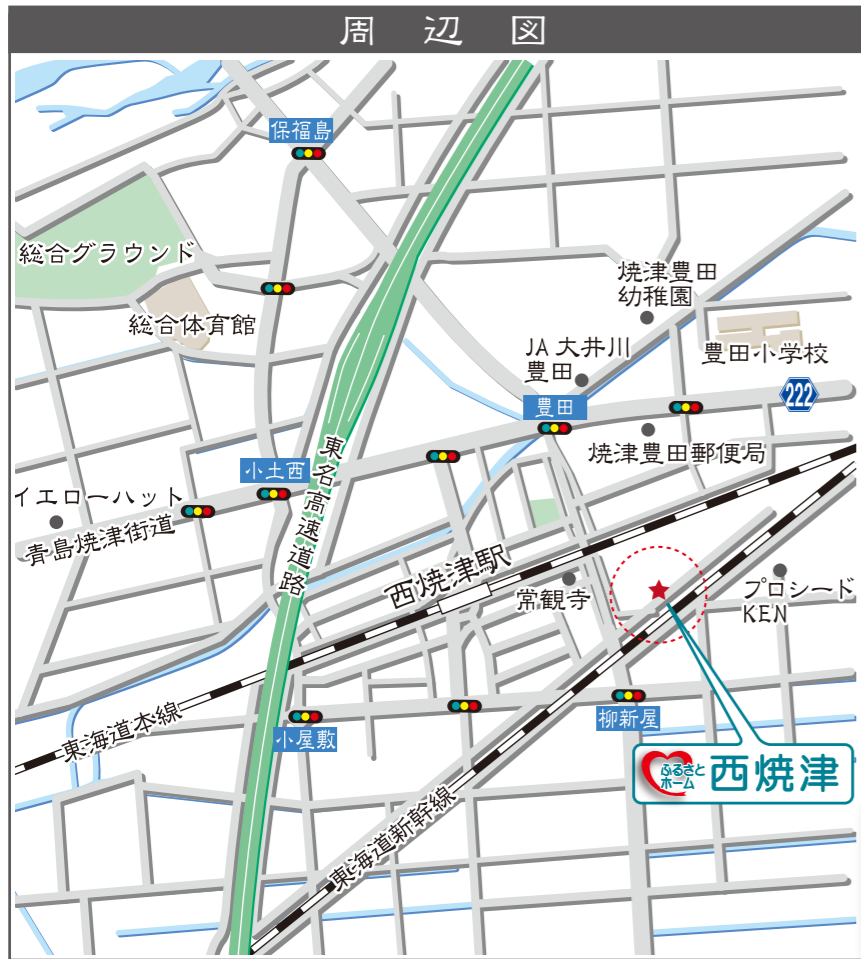 周辺図
保福島
総合グラウンド
焼津豊田
幼稚園
総合体育館
JA 大井川
豊田
豊田小学校
222
豊田
焼津豊田郵便局
小土西
東名高速道路
イエローハット
青島焼津街道
西焼津駅
常観寺
プロシード
KEN
東海道本線
小屋敷
柳新屋
ふるさと
ホーム
西焼津
東海道新幹線